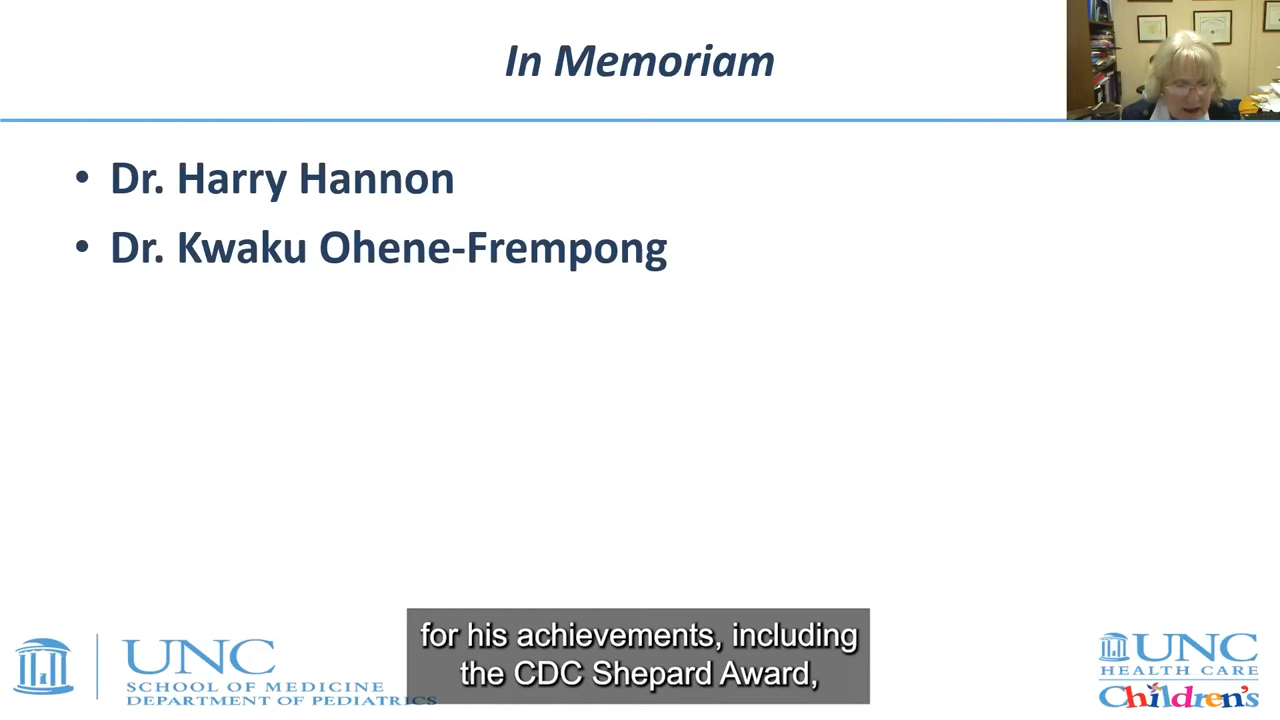 In Memoriam
• Dr. Harry Hannon
• Dr. Kwaku Ohene-Frempong
for his achievements, including
the CDC Shepard Award,
UNC
SCHOOL OF MEDICINE
DEPARTMENT OF PEDIATRICS
UNC
HEALTH CARE
Children's